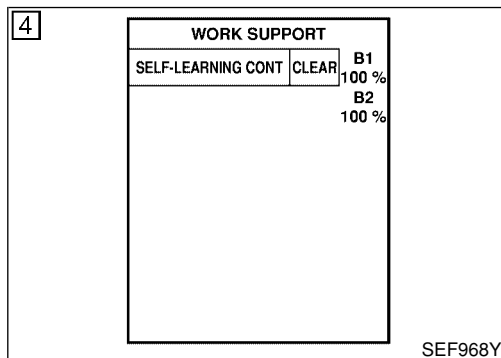 4
WORK SUPPORT
SELF-LEARNING CONT CLEAR B1
100 %
B2
100 %
SEF968Y